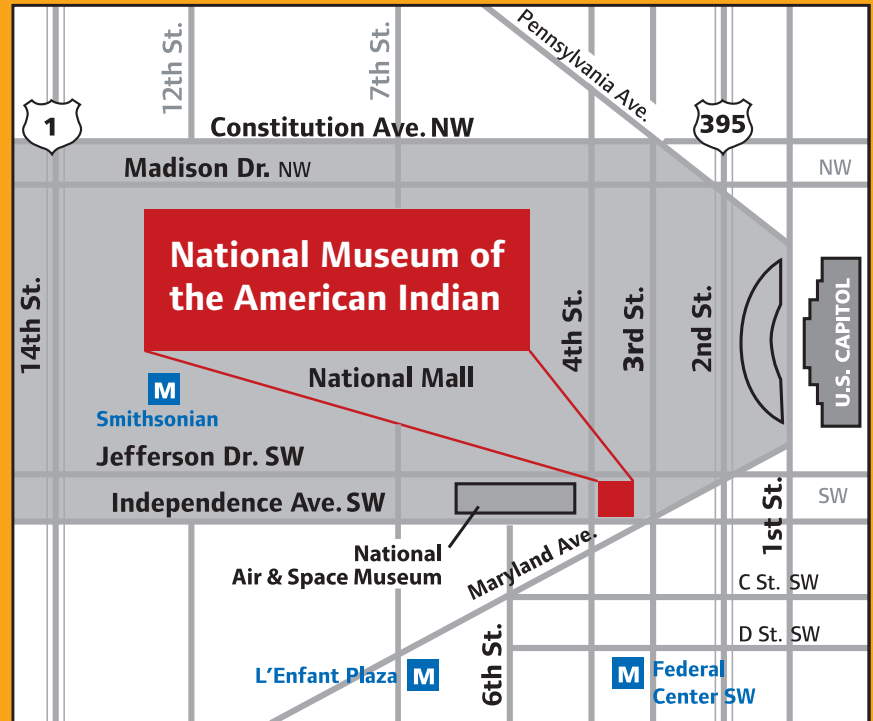 12th St.
7th St.
Pennsylvania Ave.
1
Constitution Ave. NW
395
Madison Dr. NW
NW
National Museum of
the American Indian
14th St.
4th St.
3rd St.
2nd St.
U.S. CAPITOL
National Mall
M
Smithsonian
Jefferson Dr. SW
Independence Ave. SW
SW
1st St.
National
Air & Space Museum
Maryland Ave.
C St. SW
D St. SW
6th St.
L'Enfant Plaza M
M Federal
Center SW